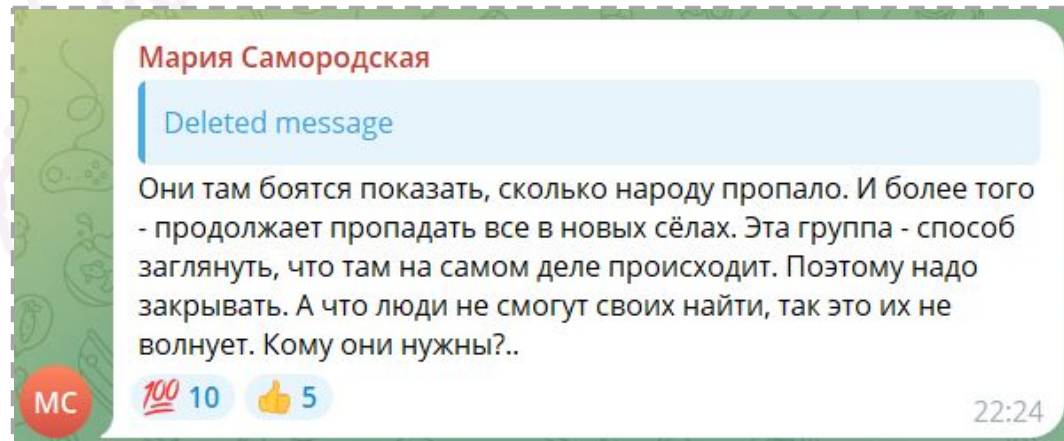 Мария Самородская
Deleted message
Они там боятся показать, сколько народу пропало. И более того
- продолжает пропадать все в новых сёлах. Эта группа - способ
заглянуть, что там на самом деле происходит. Поэтому надо
закрывать. А что люди не смогут своих найти, так это их не
волнует. Кому они нужны?..
МС
💯 10 👍 5
22:24